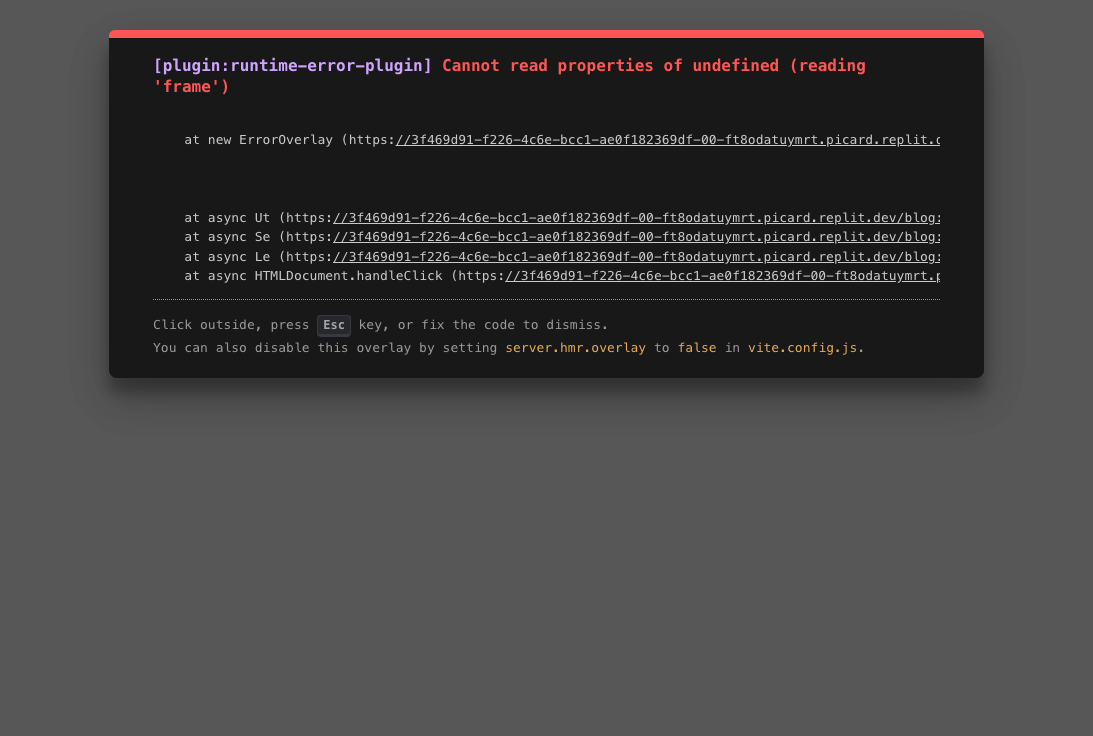 [plugin:runtime-error-plugin] Cannot read properties of undefined (reading
'frame')
at new ErrorOverlay (https://3f469d91-f226-4c6e-bcc1-ae0f182369df-00-ft8odatuymrt.picard.replit.d
at async Ut (https://3f469d91-f226-4c6e-bcc1-ae0f182369df-00-ft8odatuymrt.picard.replit.dev/blog:
at async Se (https://3f469d91-f226-4c6e-bcc1-ae0f182369df-00-ft8odatuymrt.picard.replit.dev/blog:
at async Le (https://3f469d91-f226-4c6e-bcc1-ae0f182369df-00-ft8odatuymrt.picard.replit.dev/blog:
at async HTMLDocument.handleClick (https://3f469d91-f226-4c6e-bcc1-ae0f182369df-00-ft8odatuymrt.p
Click outside, press Esc key, or fix the code to dismiss.
You can also disable this overlay by setting server.hmr.overlay to false in vite.config.js.